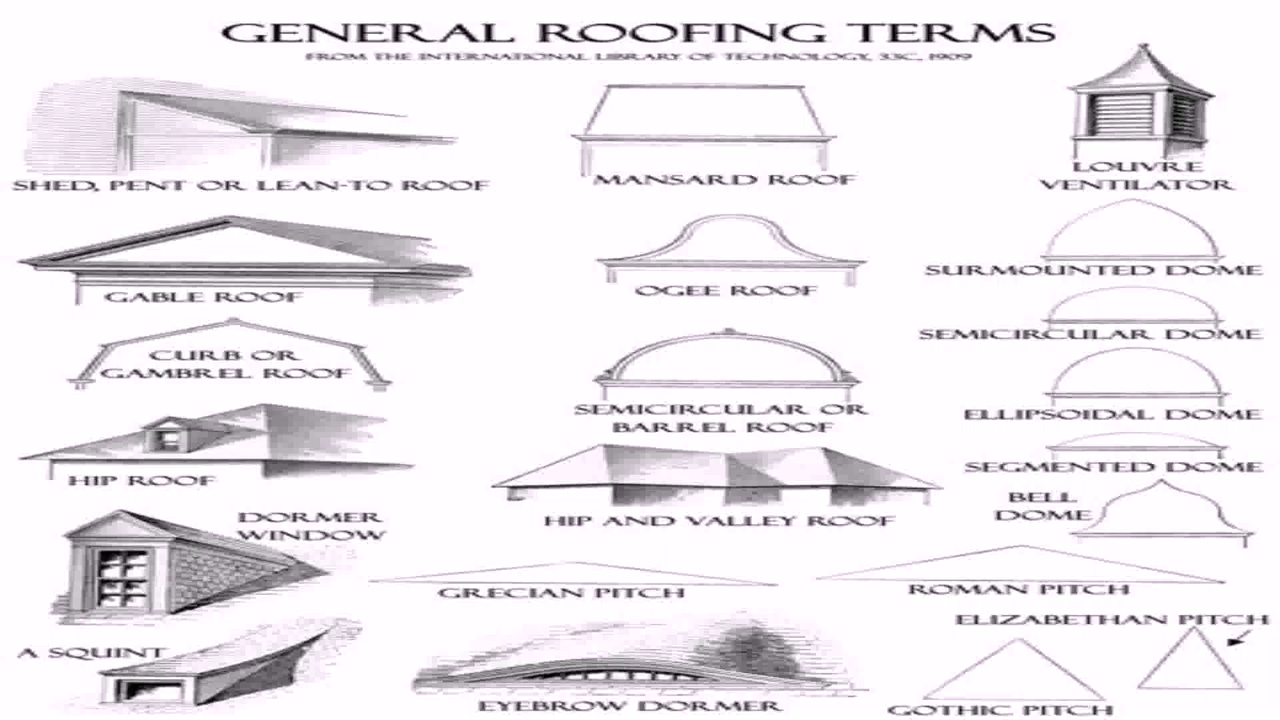 GENERAL ROOFING TERMS
FROM THE INTERNATIONAL LIBRARY OF TECHNOLOGY, 33C, 1909
SHED, PENT OR LEAN-TO ROOF
MANSARD ROOF
LOUVRE
VENTILATOR
GABLE ROOF
OGEE ROOF
SURMOUNTED DOME
CURB OR
GAMBREL ROOF
SEMICIRCULAR OR
BARREL ROOF
SEMICIRCULAR DOME
ELLIPSOIDAL DOME
HIP ROOF
HIP AND VALLEY ROOF
SEGMENTED DOME
BELL
DOME
DORMER
WINDOW
GRECIAN PITCH
ROMAN PITCH
A SQUINT
EYEBROW DORMER
ELIZABETHAN PITCH
GOTHIC PITCH